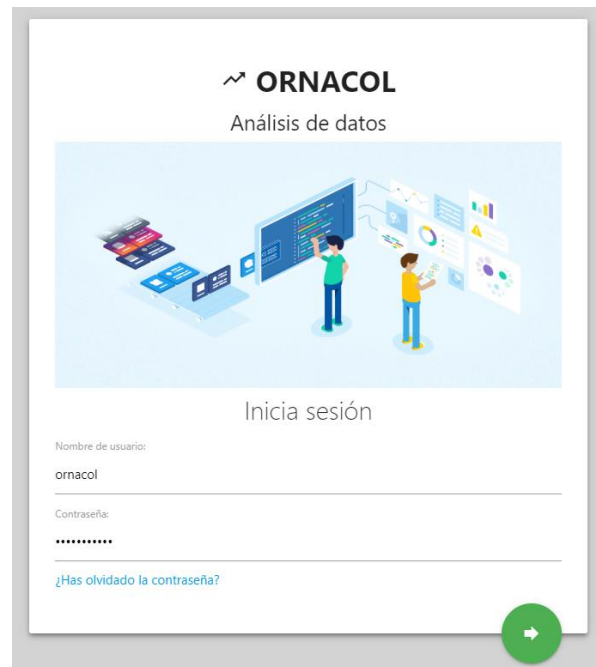 ORNACOL
Análisis de datos
Inicia sesión
Nombre de usuario:
ornacol
Contraseña:
•••••••••••
¿Has olvidado la contraseña?